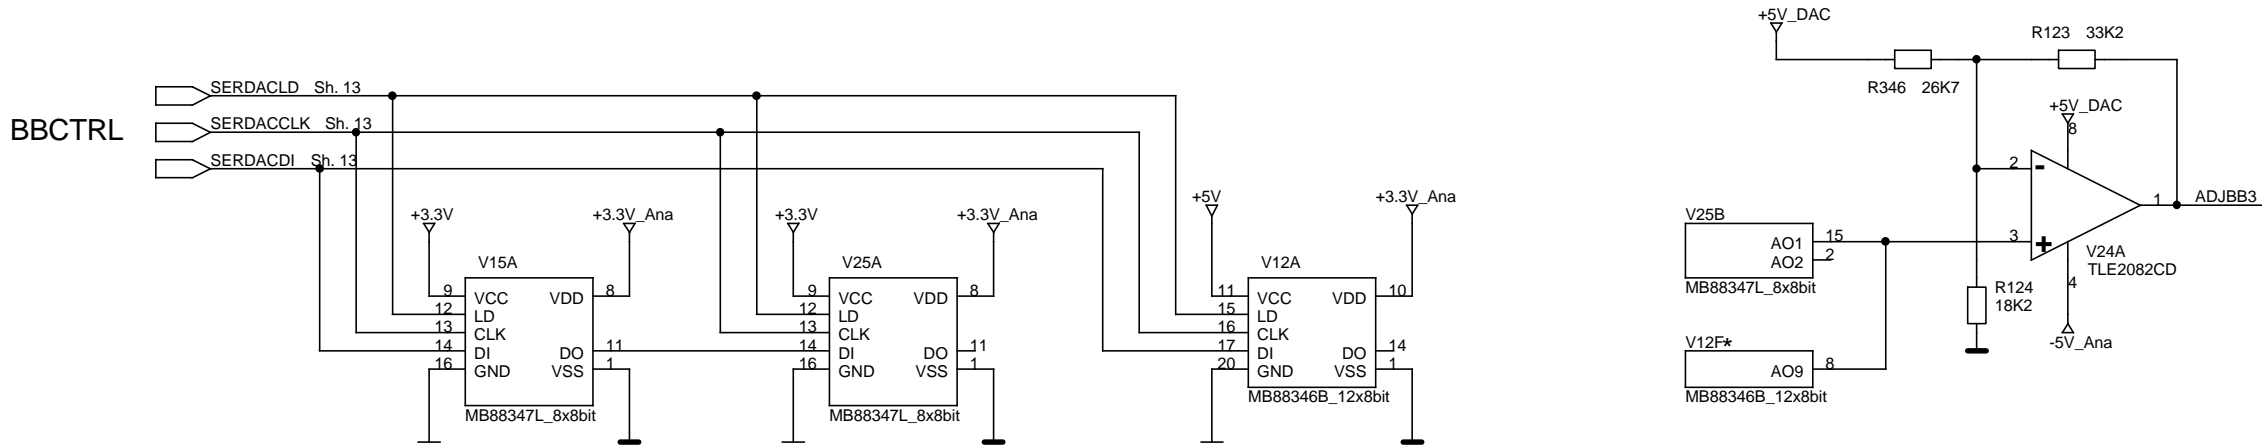 BBCTRL
SERDACLD Sh. 13
SERDACCLK Sh. 13
SERDACDI Sh. 13
+3.3V
+3.3V_Ana
V15A
9 VCC VDD 8
12 LD
13 CLK
14 DI DO 11
16 GND VSS 1
MB88347L_8x8bit
+3.3V
+3.3V_Ana
V25A
9 VCC VDD 8
12 LD
13 CLK
14 DI DO 11
16 GND VSS 1
MB88347L_8x8bit
+5V
+3.3V_Ana
V12A
11 VCC VDD 10
15 LD
16 CLK
17 DI DO 14
20 GND VSS 1
MB88346B_12x8bit
+5V_DAC
R123 33K2
R346 26K7
+5V_DAC
8
2 -
1 ADJBB3
3 +
V24A
TLE2082CD
4
-5V_Ana
R124
18K2
V25B
AO1 15
AO2 2
MB88347L_8x8bit
V12F*
AO9 8
MB88346B_12x8bit